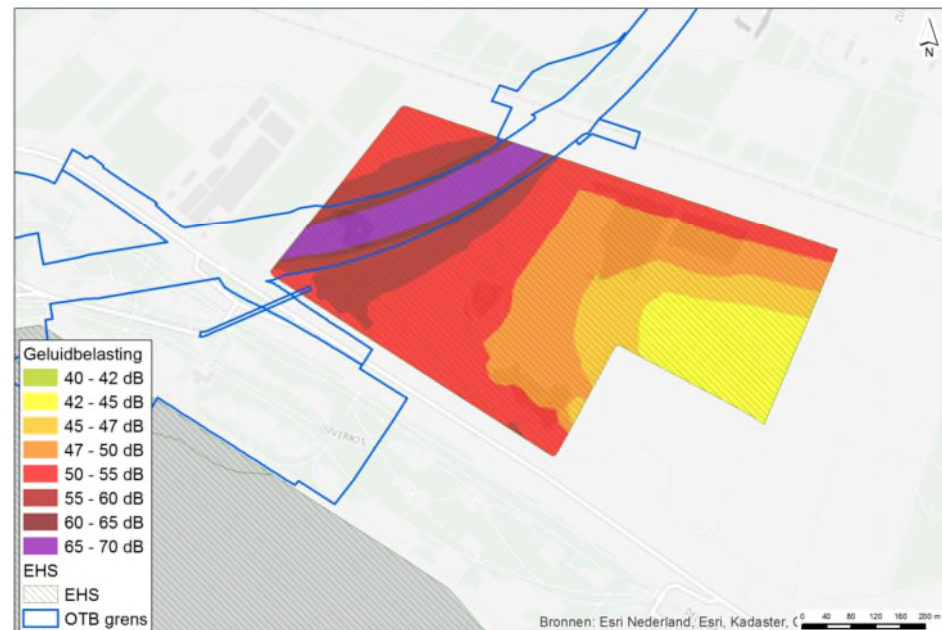 N
Geluidbelasting
40 - 42 dB
42 - 45 dB
45 - 47 dB
47 - 50 dB
50 - 55 dB
55 - 60 dB
60 - 65 dB
65 - 70 dB
EHS
EHS
OTB grens
Bronnen: Esri Nederland, Esri, Kadaster,
0 40 80 120 160 200 m